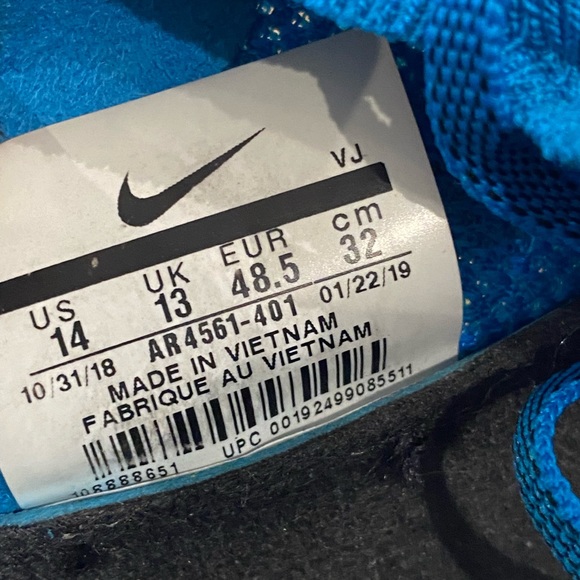 VJ
US UK EUR cm
14 13 48.5 32
10/31/18 AR4561-401 01/22/19
MADE IN VIETNAM
FABRIQUE AU VIETNAM
UPC 00192499085511